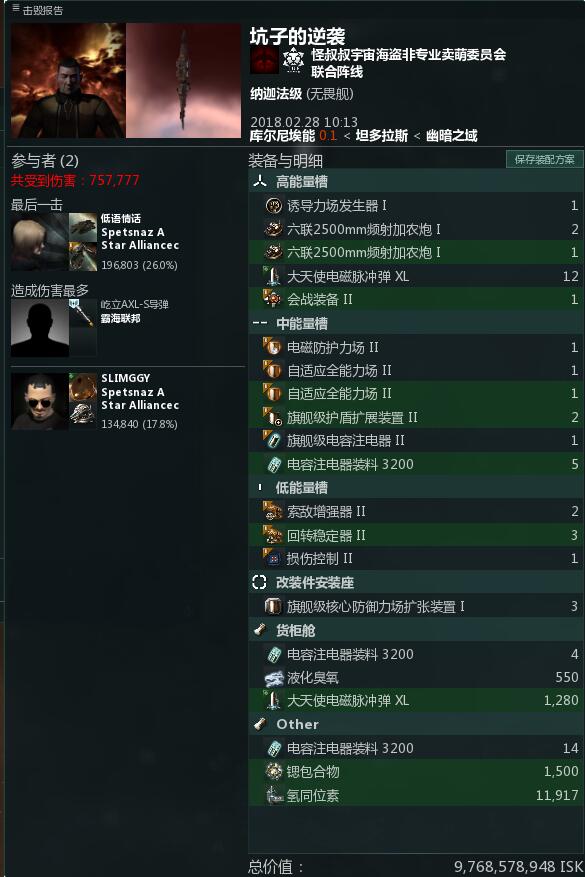 击毁报告
坑子的逆袭
怪叔叔宇宙海盗非专业卖萌委员会
联合阵线
纳迦法级 (无畏舰)
2018.02.28 10:13
库尔尼埃能 0.1 < 坦多拉斯 < 幽暗之域
参与者 (2)
共受到伤害：757,777
最后一击
低语情话
Spetsnaz A
Star Alliancec
196,803 (26.0%)
造成伤害最多
屹立AXL-S导弹
霸海联邦
SLIMGGY
Spetsnaz A
Star Alliancec
134,840 (17.8%)
装备与明细
保存装配方案
高能量槽
诱导力场发生器 I 1
六联2500mm频射加农炮 I 2
六联2500mm频射加农炮 I 1
大天使电磁脉冲弹 XL 12
会战装备 II 1
中能量槽
电磁防护力场 II 1
自适应全能力场 II 1
自适应全能力场 II 1
旗舰级护盾扩展装置 II 2
旗舰级电容注电器 II 1
电容注电器装料 3200 5
低能量槽
索敌增强器 II 2
回转稳定器 II 3
损伤控制 II 1
改装件安装座
旗舰级核心防御力场扩张装置 I 3
货柜舱
电容注电器装料 3200 4
液化臭氧 550
大天使电磁脉冲弹 XL 1,280
Other
电容注电器装料 3200 14
锶包合物 1,500
氢同位素 11,917
总价值： 9,768,578,948 ISK